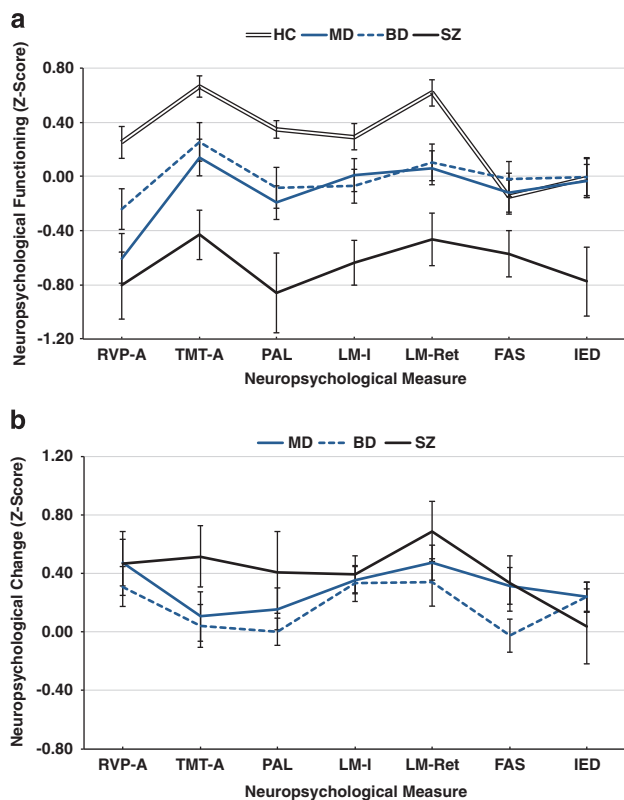 a
HC MD BD SZ
Neuropsychological Functioning (Z-Score)
0.80
0.40
0.00
-0.40
-0.80
-1.20
RVP-A TMT-A PAL LM-I LM-Ret FAS IED
Neuropsychological Measure
b
MD BD SZ
Neuropsychological Change (Z-Score)
1.20
0.80
0.40
0.00
-0.40
-0.80
RVP-A TMT-A PAL LM-I LM-Ret FAS IED
Neuropsychological Measure